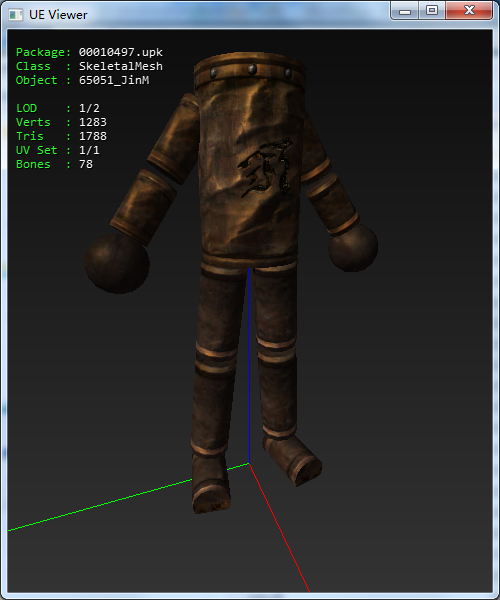 UE Viewer
Package: 00010497.upk
Class : SkeletalMesh
Object : 65051_JinM
LOD : 1/2
Verts : 1283
Tris : 1788
UV Set : 1/1
Bones : 78